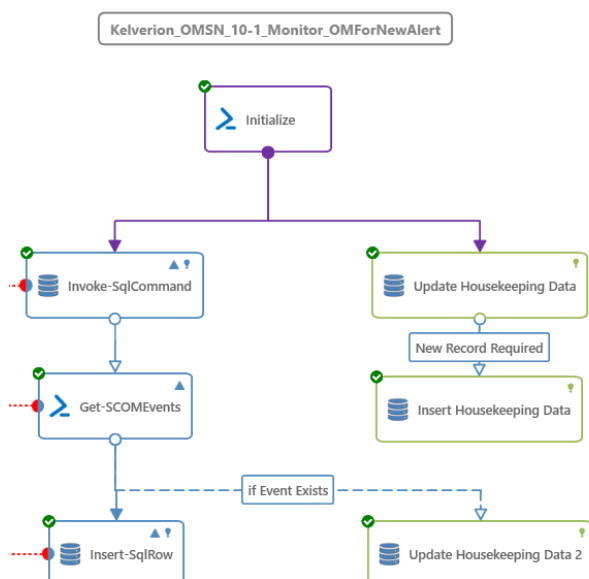 Kelverion_OMSN_10-1_Monitor_OMForNewAlert
Initialize
Invoke-SqlCommand
Update Housekeeping Data
New Record Required
Get-SCOMEvents
Insert Housekeeping Data
if Event Exists
Insert-SqlRow
Update Housekeeping Data 2